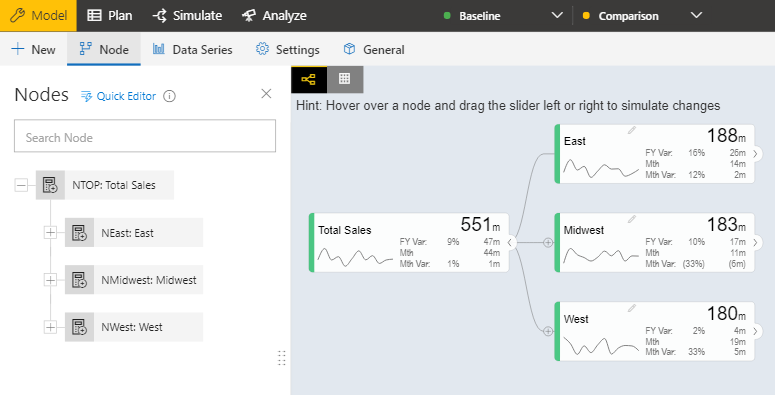 Model Plan Simulate Analyze Baseline Comparison
New Node Data Series Settings General
Nodes Quick Editor
Search Node
NTOP: Total Sales
NEast: East
NMidwest: Midwest
NWest: West
Hint: Hover over a node and drag the slider left or right to simulate changes
Total Sales 551m
FY Var: 9% 47m
Mth 44m
Mth Var: 1% 1m
East 188m
FY Var: 16% 26m
Mth 14m
Mth Var: 12% 2m
Midwest 183m
FY Var: 10% 17m
Mth 11m
Mth Var: (33%) (6m)
West 180m
FY Var: 2% 4m
Mth 19m
Mth Var: 33% 5m